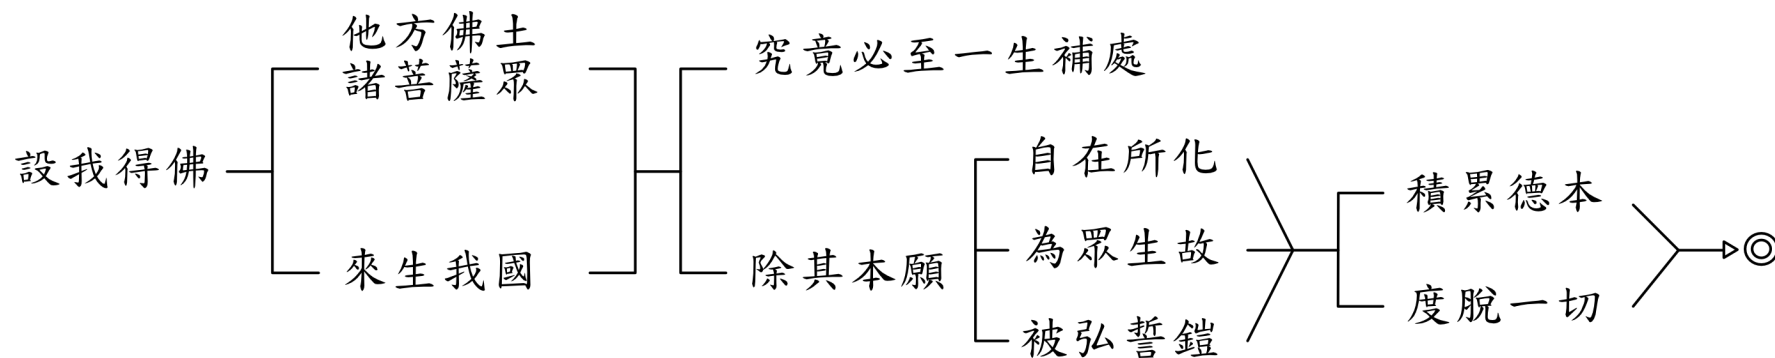 設我得佛
他方佛土
諸菩薩眾
來生我國
究竟必至一生補處
除其本願
自在所化
為眾生故
被弘誓鎧
積累德本
度脫一切